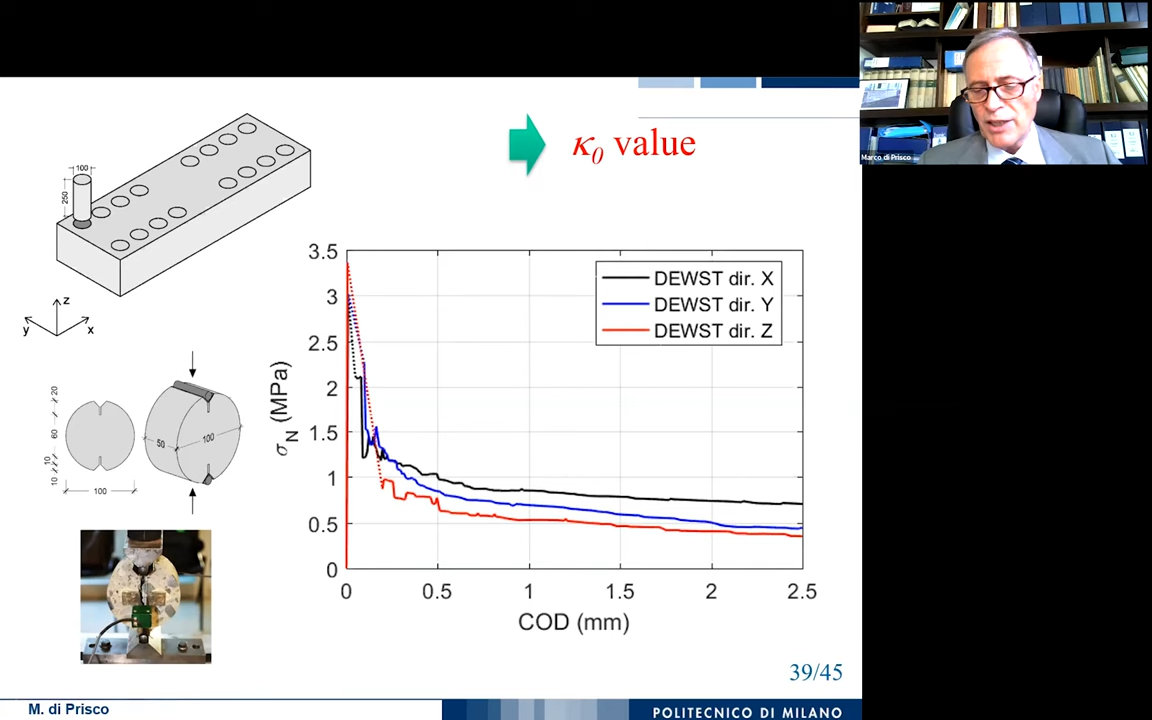 Marco di Prisco
κ0 value
100
250
z
y
x
20
60
10
10
100
50
100
3.5
3
2.5
2
1.5
1
0.5
0
σN (MPa)
DEWST dir. X
DEWST dir. Y
DEWST dir. Z
0
0.5
1
1.5
2
2.5
COD (mm)
39/45
M. di Prisco
POLITECNICO DI MILANO